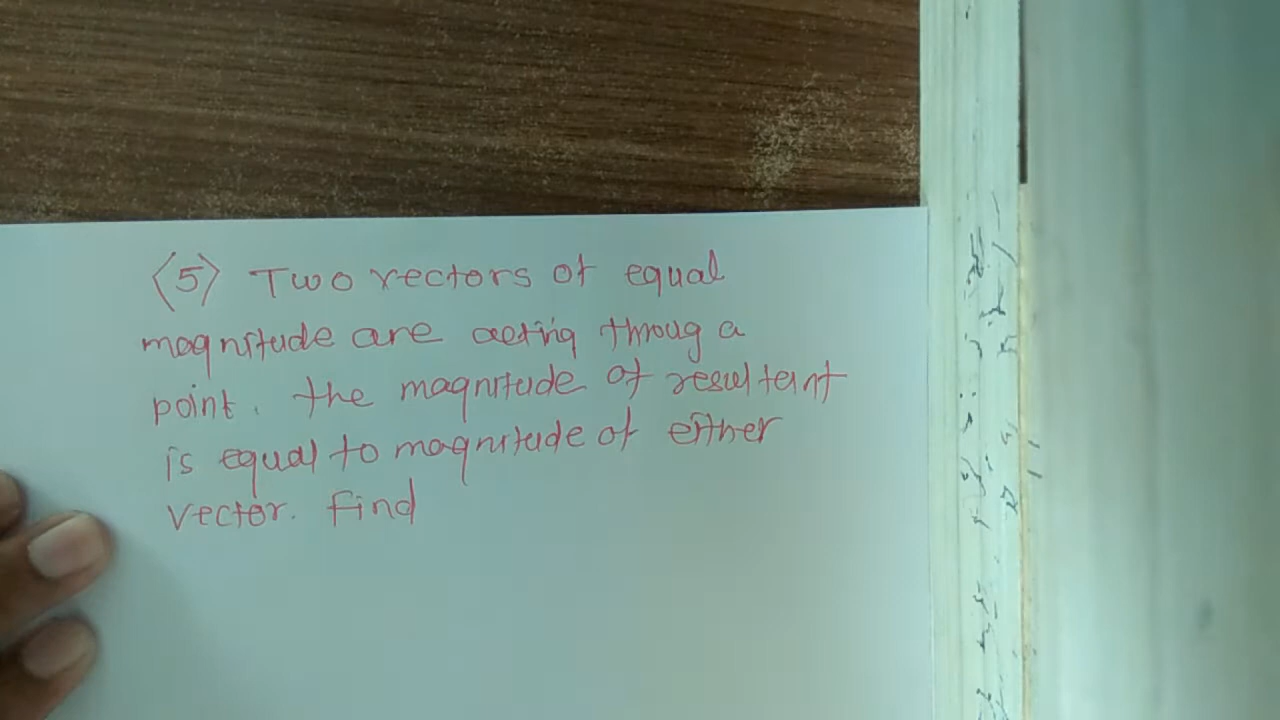 (5) Two vectors of equal
magnitude are acting throug a
point. the magnitude of resultant
is equal to magnitude of either
vector. find